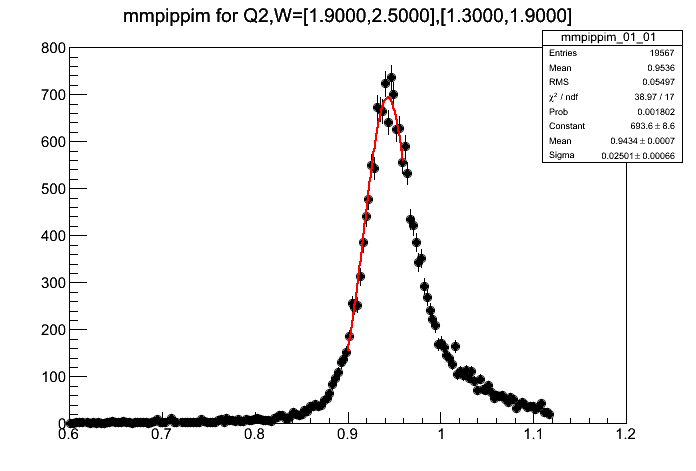 mmpippim for Q2,W=[1.9000,2.5000],[1.3000,1.9000]
mmpippim_01_01
Entries 19567
Mean 0.9536
RMS 0.05497
χ² / ndf 38.97 / 17
Prob 0.001802
Constant 693.6 ± 8.6
Mean 0.9434 ± 0.0007
Sigma 0.02501 ± 0.00066
800
700
600
500
400
300
200
100
0
0.6 0.7 0.8 0.9 1 1.1 1.2